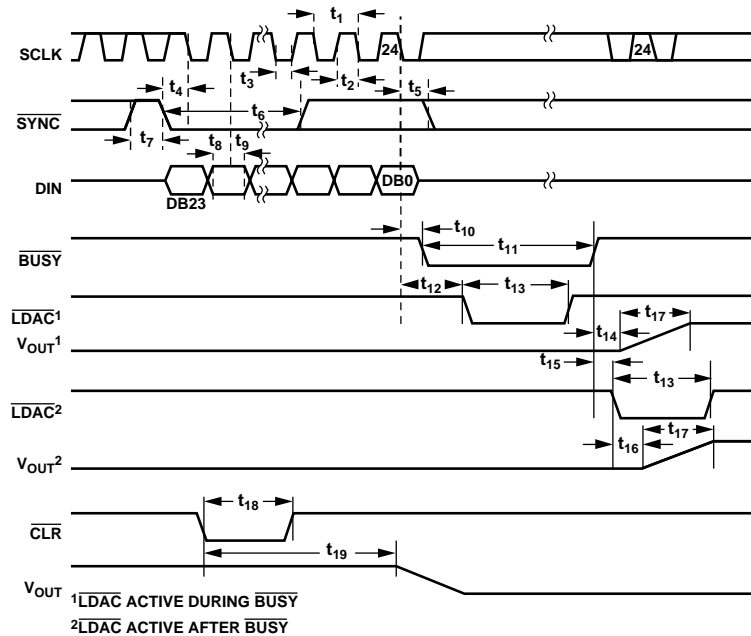 t1
SCLK
24
24
t4
t3
t2
t5
t6
SYNC
t7
t8
t9
DIN
DB23
DB0
t10
t11
BUSY
t12
t13
LDAC1
t17
t14
VOUT1
t15
t13
LDAC2
t17
t16
VOUT2
t18
CLR
t19
VOUT
1LDAC ACTIVE DURING BUSY
2LDAC ACTIVE AFTER BUSY